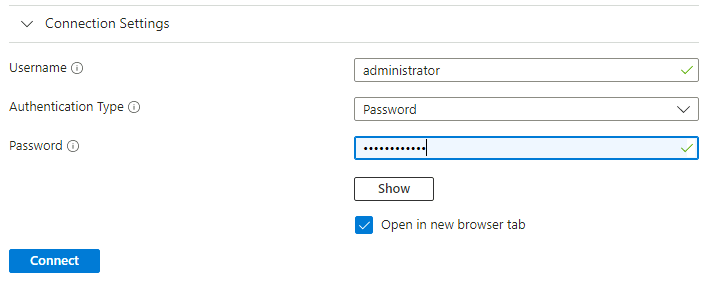 Connection Settings
Username
administrator
Authentication Type
Password
Password
••••••••••••
Show
Open in new browser tab
Connect